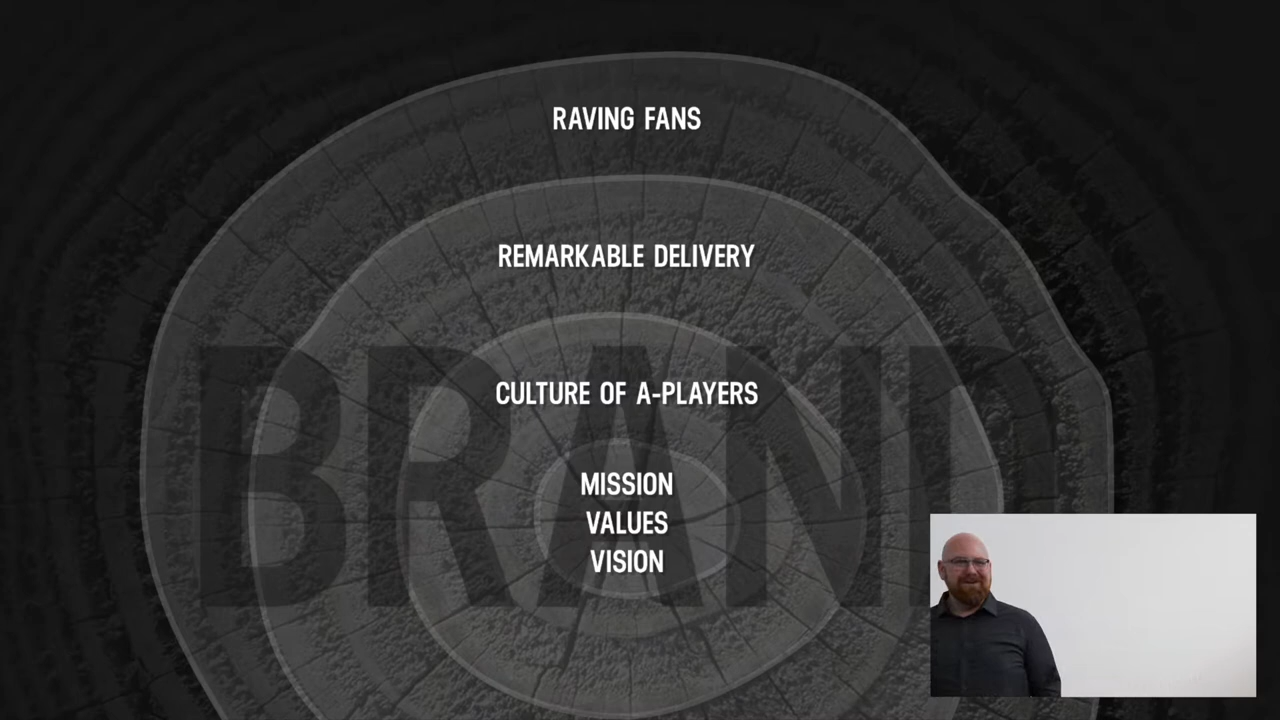 RAVING FANS
REMARKABLE DELIVERY
CULTURE OF A-PLAYERS
MISSION
VALUES
VISION
BRAND